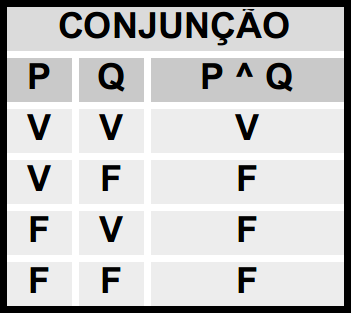 CONJUNÇÃO
P Q P ^ Q
V V V
V F F
F V F
F F F